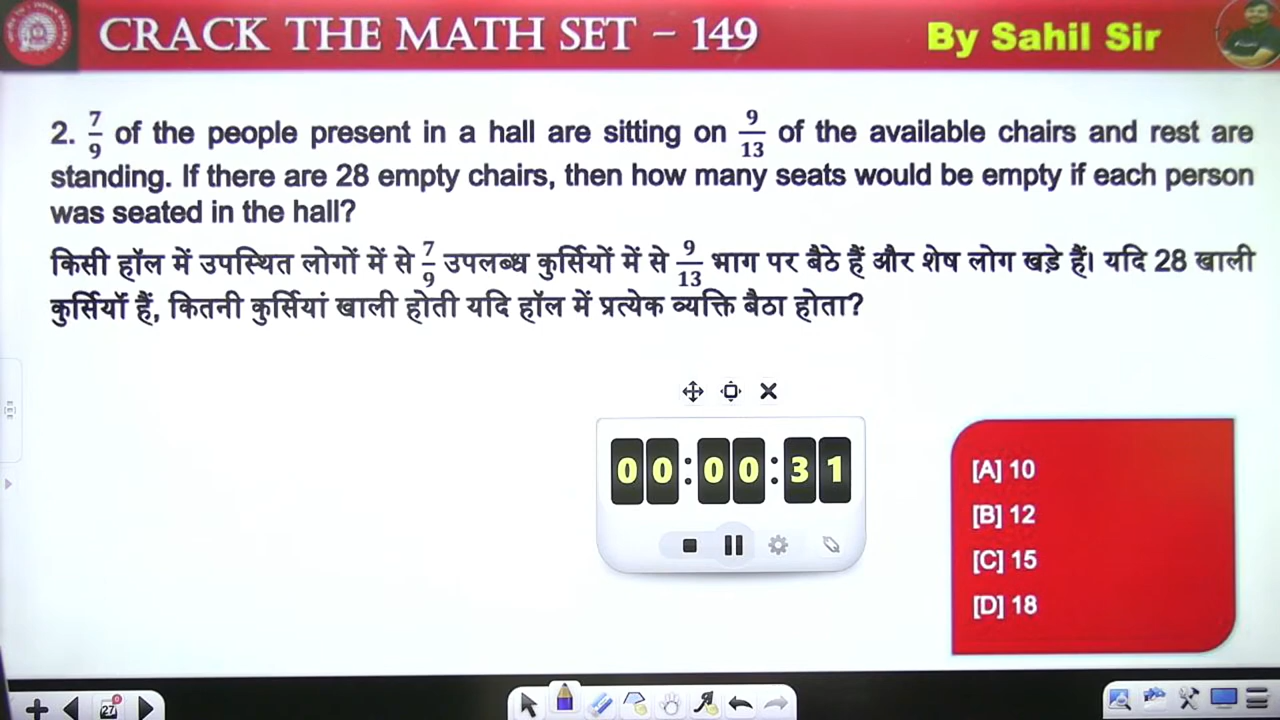 CRACK THE MATH SET – 149
By Sahil Sir
2. 7/9 of the people present in a hall are sitting on 9/13 of the available chairs and rest are
standing. If there are 28 empty chairs, then how many seats would be empty if each person
was seated in the hall?
किसी हॉल में उपस्थित लोगों में से 7/9 उपलब्ध कुर्सियों में से 9/13 भाग पर बैठे हैं और शेष लोग खड़े हैं। यदि 28 खाली
कुर्सियॉ हैं, कितनी कुर्सियां खाली होती यदि हॉल में प्रत्येक व्यक्ति बैठा होता?
00:00:31
[A] 10
[B] 12
[C] 15
[D] 18
27
0